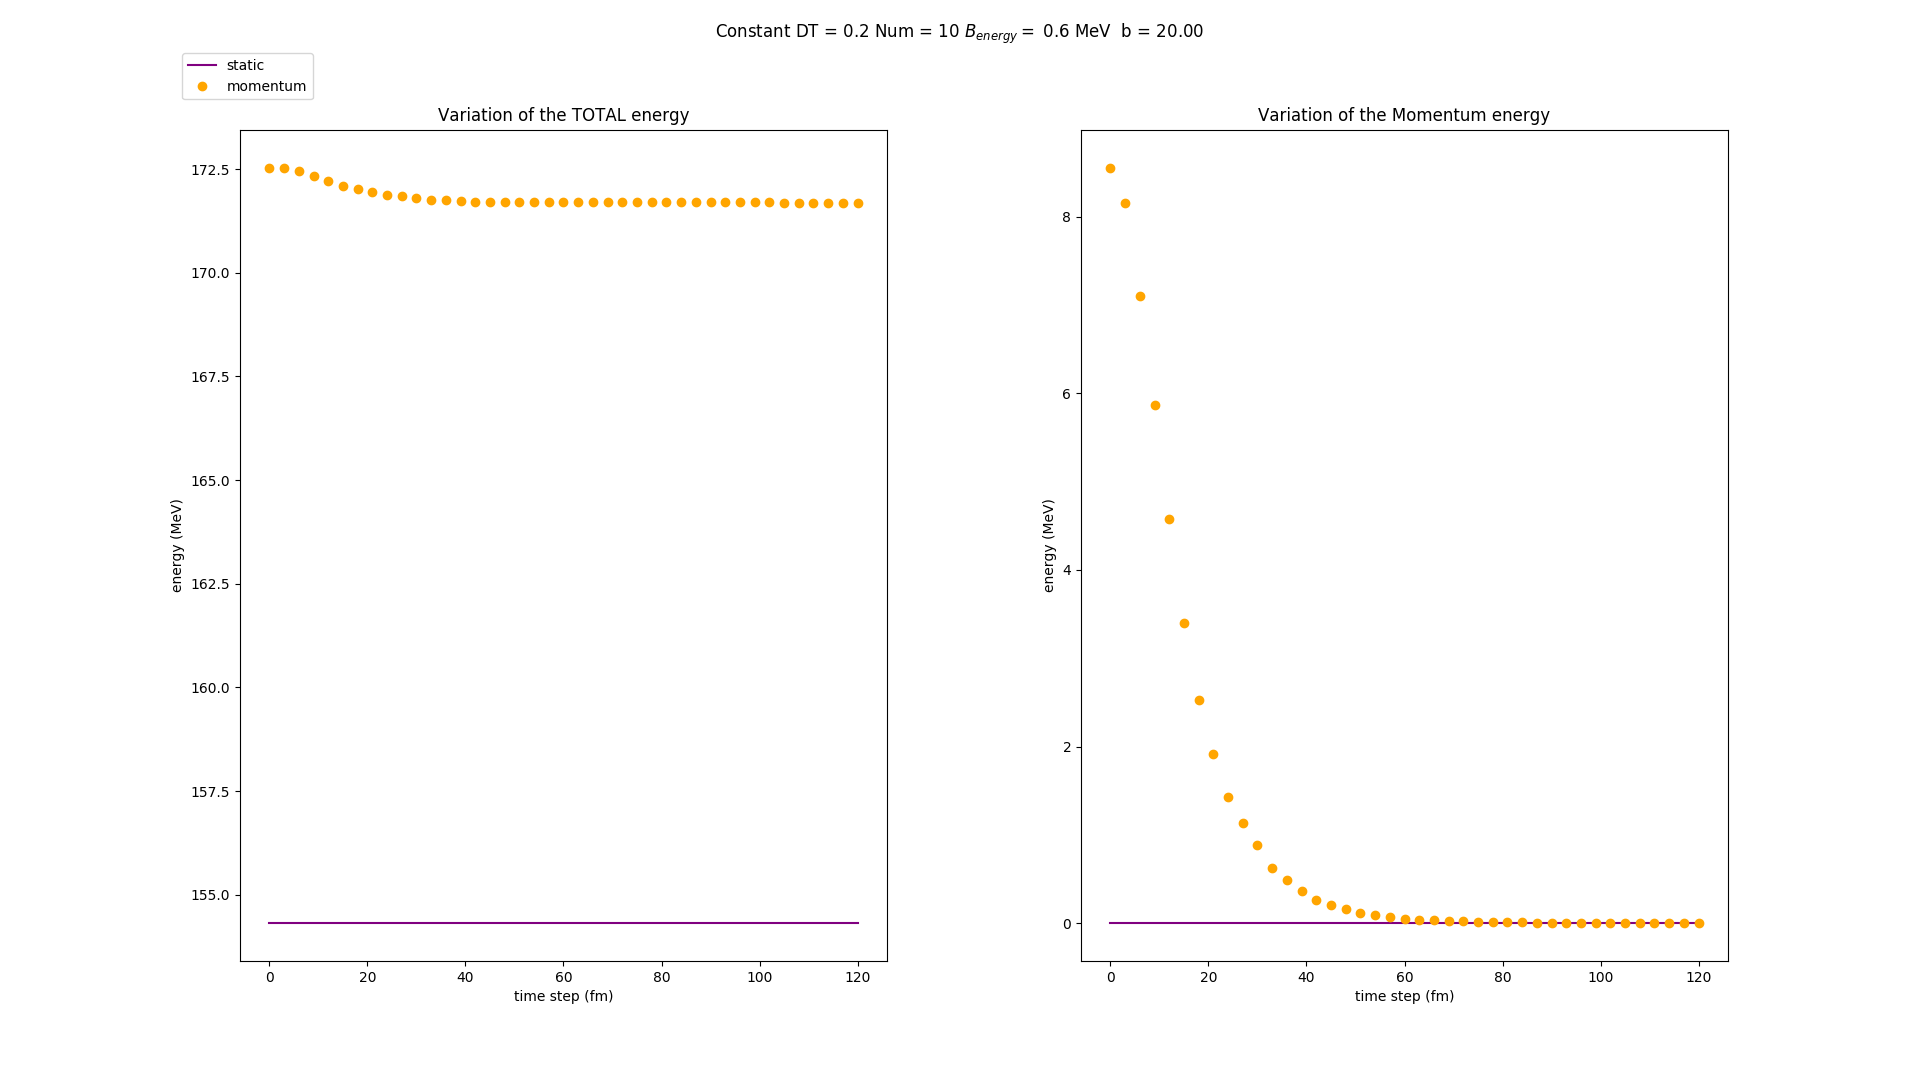 Constant DT = 0.2 Num = 10 B_energy = 0.6 MeV b = 20.00
static
momentum
Variation of the TOTAL energy
172.5
170.0
167.5
165.0
162.5
160.0
157.5
155.0
energy (MeV)
0 20 40 60 80 100 120
time step (fm)
Variation of the Momentum energy
8
6
4
2
0
energy (MeV)
0 20 40 60 80 100 120
time step (fm)